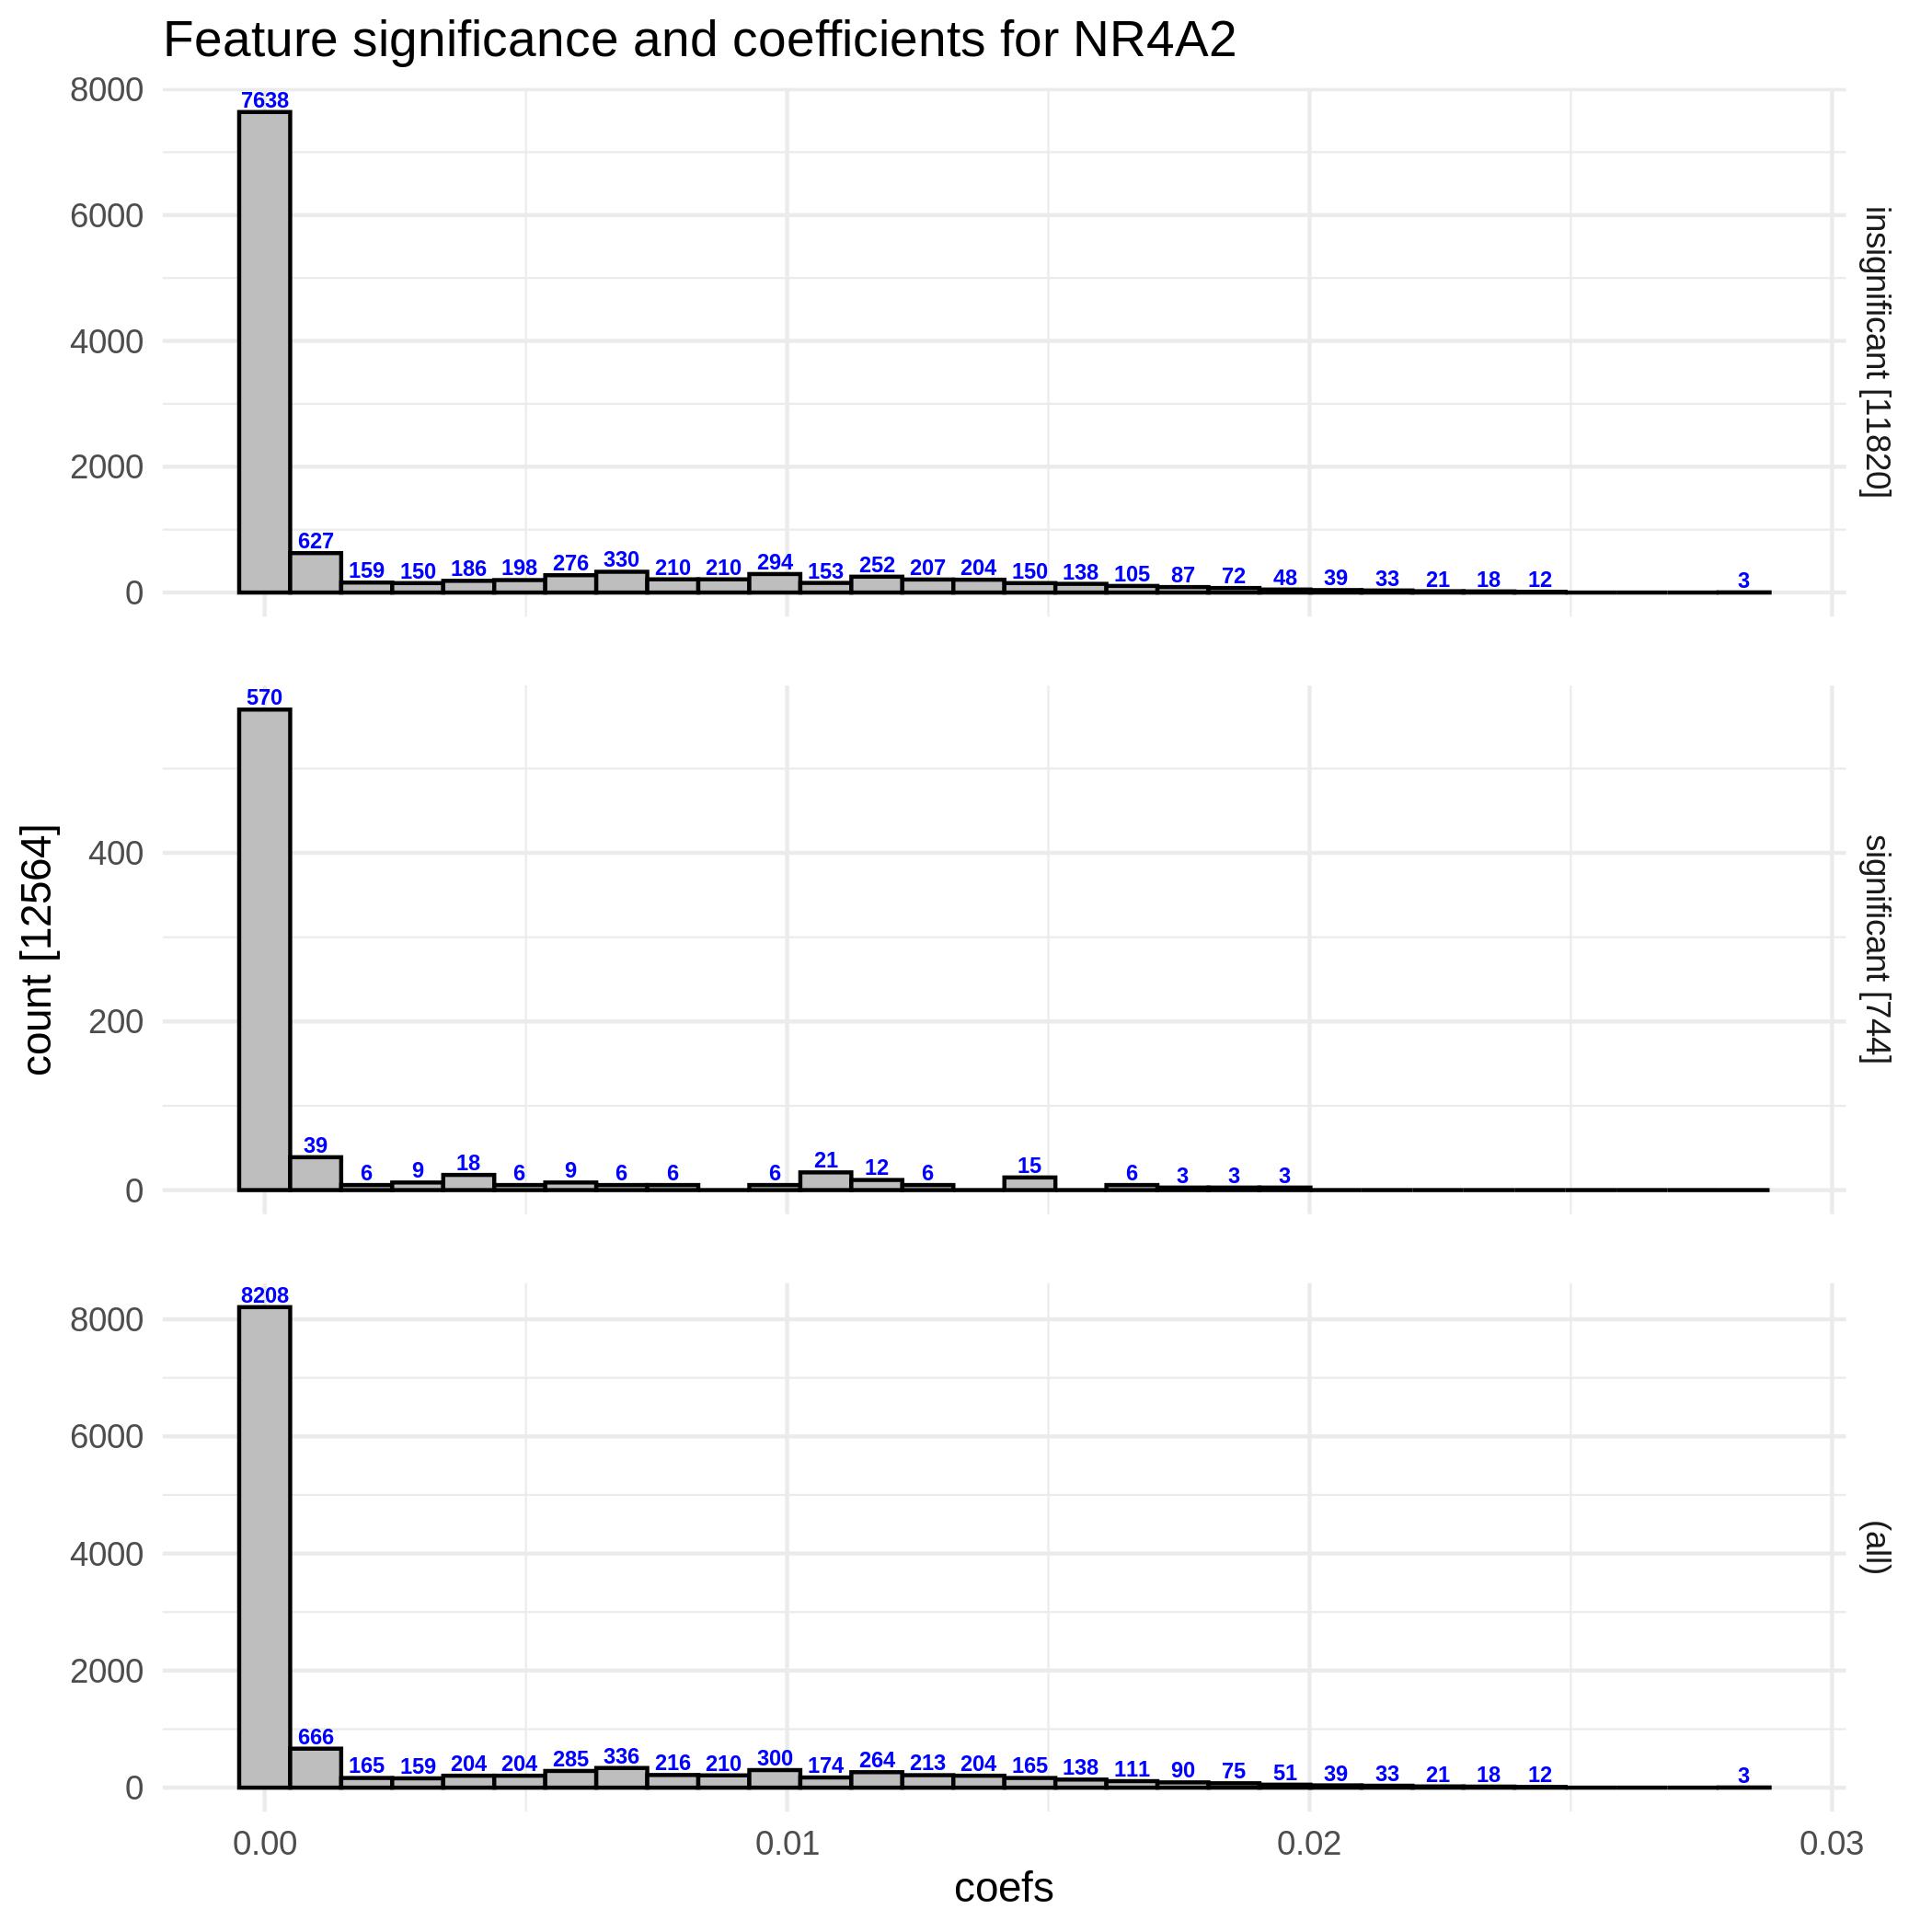 Feature significance and coefficients for NR4A2
8000
6000
4000
2000
0
7638
627
159 150 186 198 276 330 210 210 294 153 252 207 204 150 138 105 87 72 48 39 33 21 18 12 3
insignificant [11820]
400
200
0
570
39 6 9 18 6 9 6 6 6 21 12 6 15 6 3 3 3
significant [744]
count [12564]
8000
6000
4000
2000
0
8208
666
165 159 204 204 285 336 216 210 300 174 264 213 204 165 138 111 90 75 51 39 33 21 18 12 3
(all)
0.00 0.01 0.02 0.03
coefs